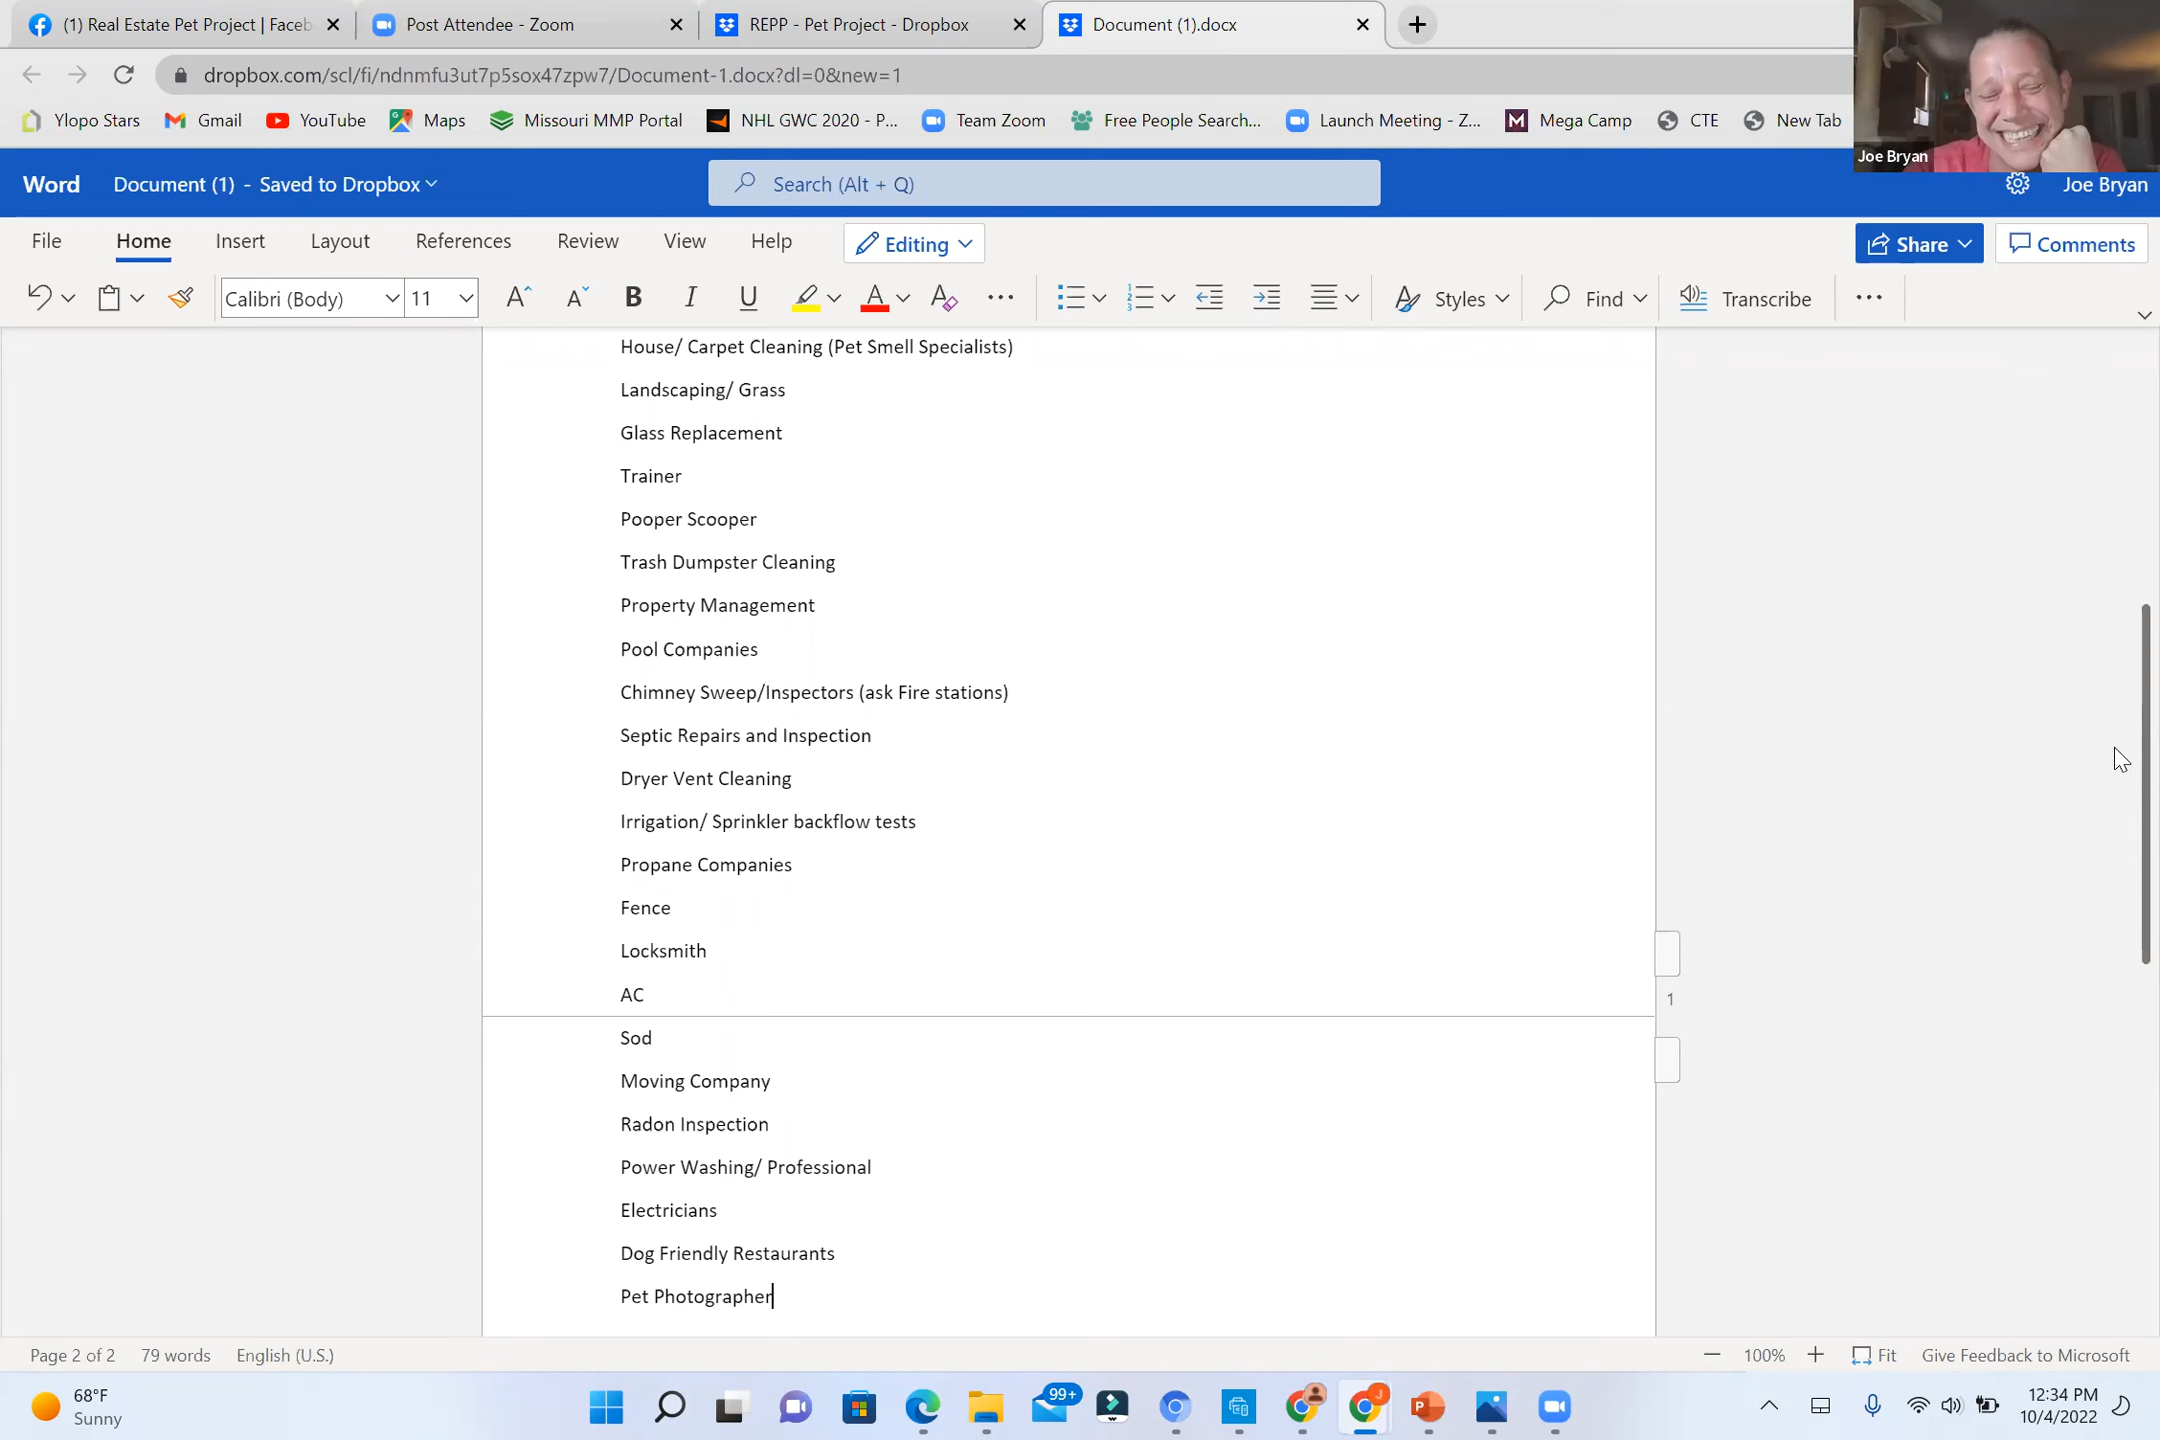 (1) Real Estate Pet Project | Faceb
Post Attendee - Zoom
REPP - Pet Project - Dropbox
Document (1).docx
dropbox.com/scl/fi/ndnmfu3ut7p5sox47zpw7/Document-1.docx?dl=0&new=1
Ylopo Stars
Gmail
YouTube
Maps
Missouri MMP Portal
NHL GWC 2020 - P...
Team Zoom
Free People Search...
Launch Meeting - Z...
Mega Camp
CTE
New Tab
Joe Bryan
Word
Document (1) - Saved to Dropbox
Search (Alt + Q)
Joe Bryan
File
Home
Insert
Layout
References
Review
View
Help
Editing
Share
Comments
Calibri (Body)
11
Styles
Find
Transcribe
House/ Carpet Cleaning (Pet Smell Specialists)
Landscaping/ Grass
Glass Replacement
Trainer
Pooper Scooper
Trash Dumpster Cleaning
Property Management
Pool Companies
Chimney Sweep/Inspectors (ask Fire stations)
Septic Repairs and Inspection
Dryer Vent Cleaning
Irrigation/ Sprinkler backflow tests
Propane Companies
Fence
Locksmith
AC
1
Sod
Moving Company
Radon Inspection
Power Washing/ Professional
Electricians
Dog Friendly Restaurants
Pet Photographer
Page 2 of 2
79 words
English (U.S.)
100%
Fit
Give Feedback to Microsoft
68°F
Sunny
99+
12:34 PM
10/4/2022